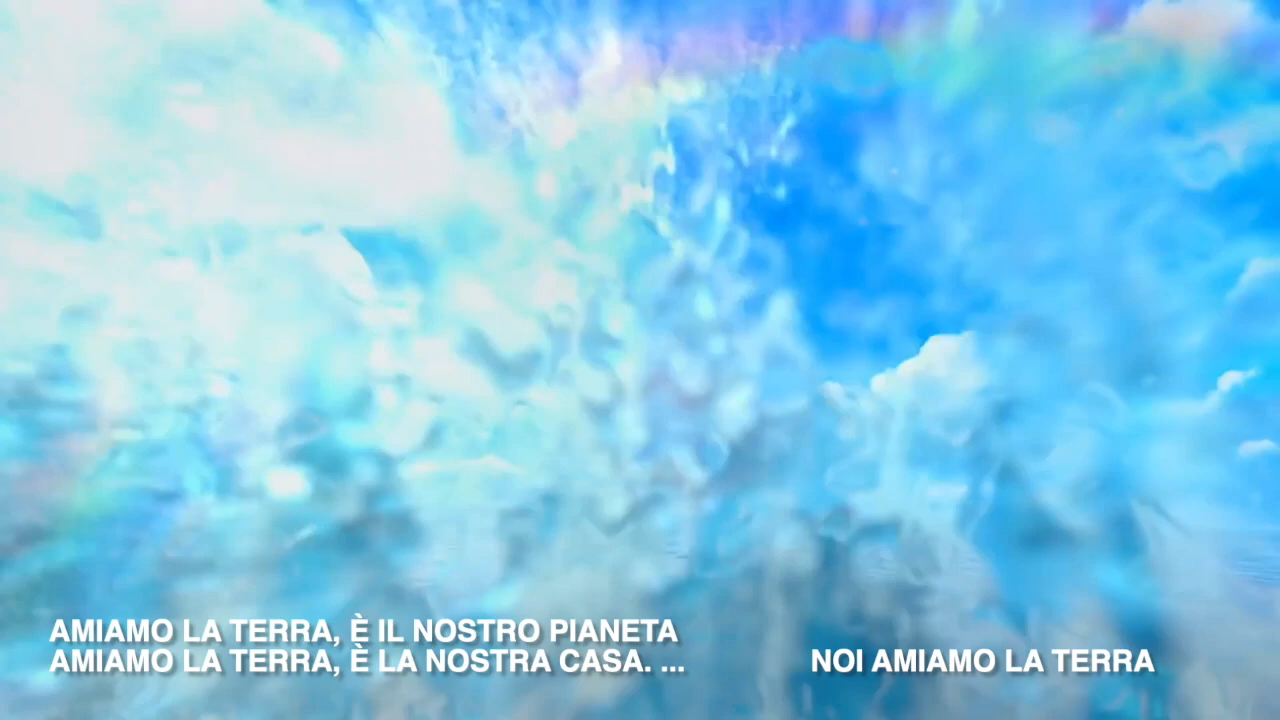 AMIAMO LA TERRA, È IL NOSTRO PIANETA
AMIAMO LA TERRA, È LA NOSTRA CASA. ...
NOI AMIAMO LA TERRA